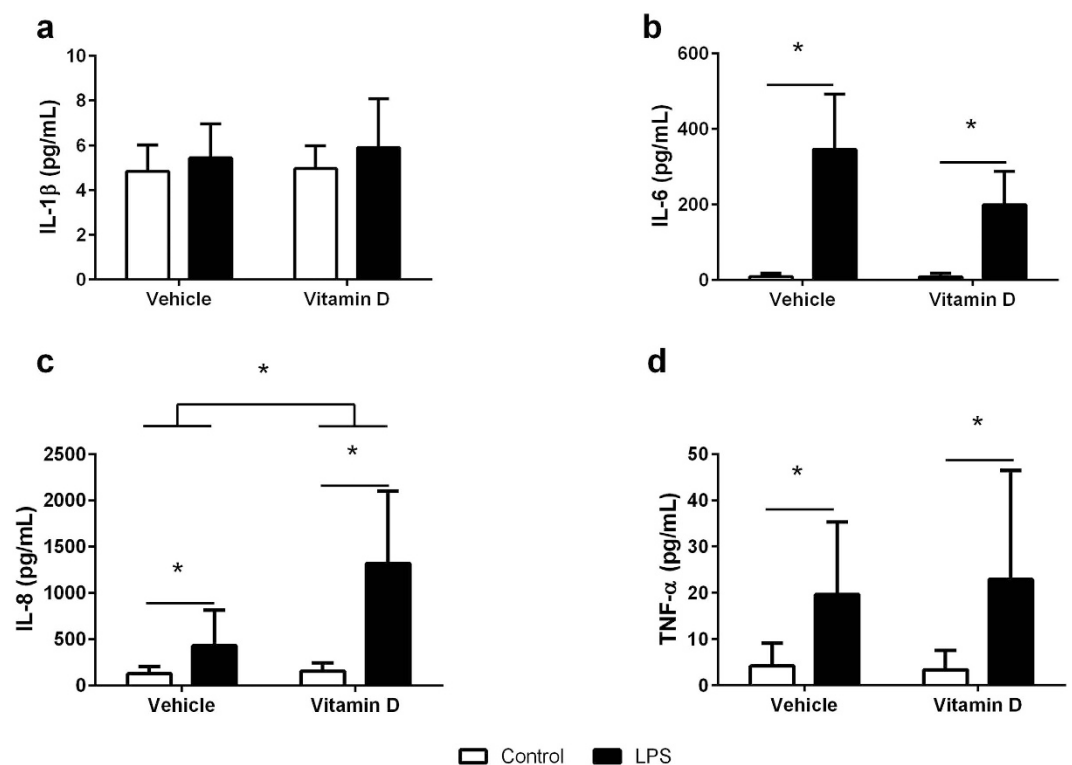 a
IL-1β (pg/mL)
10
8
6
4
2
0
Vehicle
Vitamin D
b
IL-6 (pg/mL)
600
400
200
0
*
*
Vehicle
Vitamin D
c
IL-8 (pg/mL)
2500
2000
1500
1000
500
0
*
*
*
Vehicle
Vitamin D
d
TNF-α (pg/mL)
50
40
30
20
10
0
*
*
Vehicle
Vitamin D
Control LPS